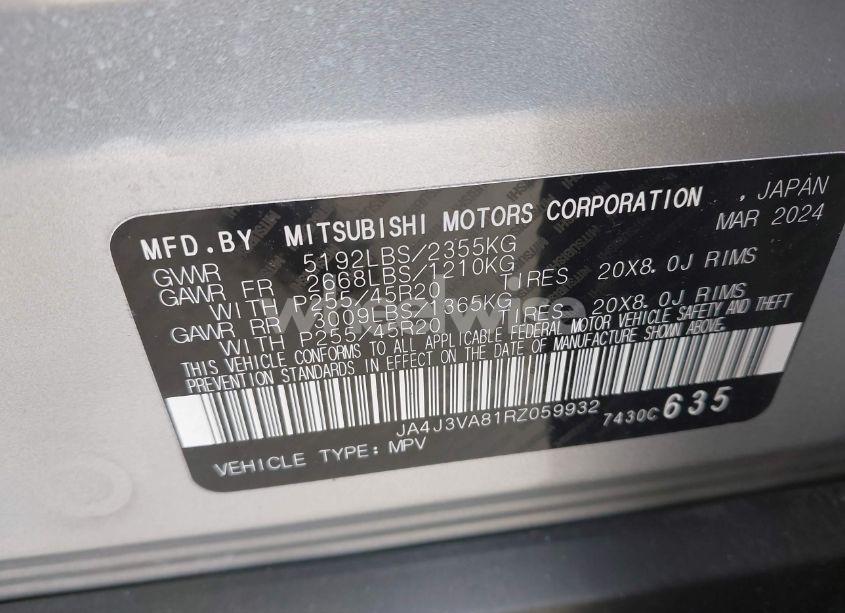 MFD.BY MITSUBISHI MOTORS CORPORATION , JAPAN
MAR 2024
GVWR 5192LBS/2355KG
GAWR FR 2668LBS/1210KG
WITH P255/45R20 TIRES 20X8.0J RIMS
GAWR RR 3009LBS/1365KG
WITH P255/45R20 TIRES 20X8.0J RIMS
THIS VEHICLE CONFORMS TO ALL APPLICABLE FEDERAL MOTOR VEHICLE SAFETY AND THEFT
PREVENTION STANDARDS IN EFFECT ON THE DATE OF MANUFACTURE SHOWN ABOVE.
JA4J3VA81RZ059932 7430C 635
VEHICLE TYPE: MPV
wheelwise